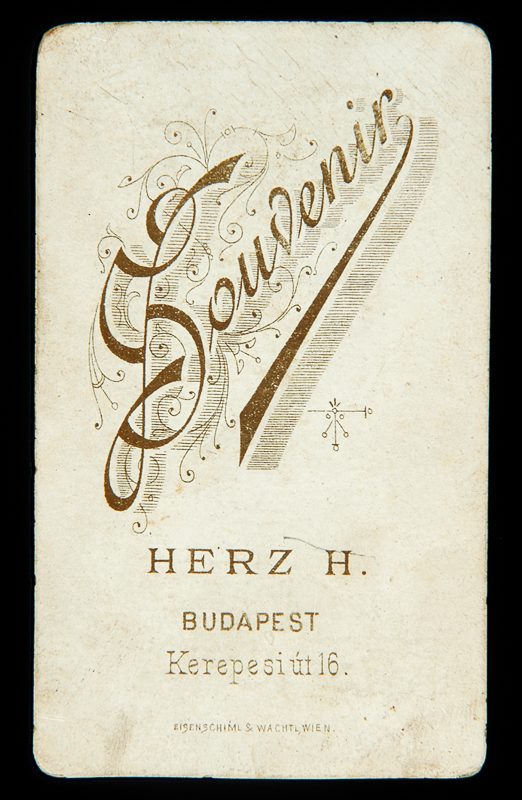 Souvenir
HERZ H.
BUDAPEST
Kerepesi út 16.
EISENSCHIML & WACHTL, WIEN.